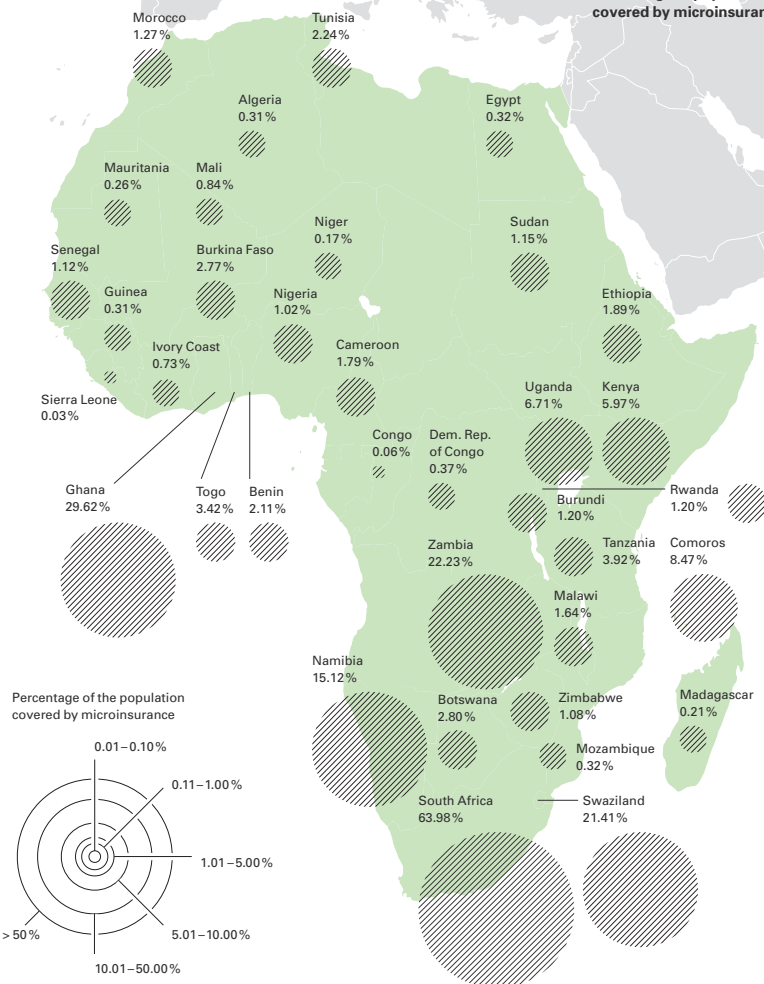 covered by microinsuran
Morocco
1.27%
Tunisia
2.24%
Algeria
0.31%
Egypt
0.32%
Mauritania
0.26%
Mali
0.84%
Niger
0.17%
Sudan
1.15%
Senegal
1.12%
Burkina Faso
2.77%
Guinea
0.31%
Nigeria
1.02%
Ethiopia
1.89%
Ivory Coast
0.73%
Cameroon
1.79%
Sierra Leone
0.03%
Uganda
6.71%
Kenya
5.97%
Congo
0.06%
Dem. Rep.
of Congo
0.37%
Ghana
29.62%
Togo
3.42%
Benin
2.11%
Burundi
1.20%
Rwanda
1.20%
Zambia
22.23%
Tanzania
3.92%
Comoros
8.47%
Malawi
1.64%
Namibia
15.12%
Botswana
2.80%
Zimbabwe
1.08%
Madagascar
0.21%
Mozambique
0.32%
South Africa
63.98%
Swaziland
21.41%
Percentage of the population
covered by microinsurance
0.01–0.10%
0.11–1.00%
1.01–5.00%
5.01–10.00%
> 50%
10.01–50.00%